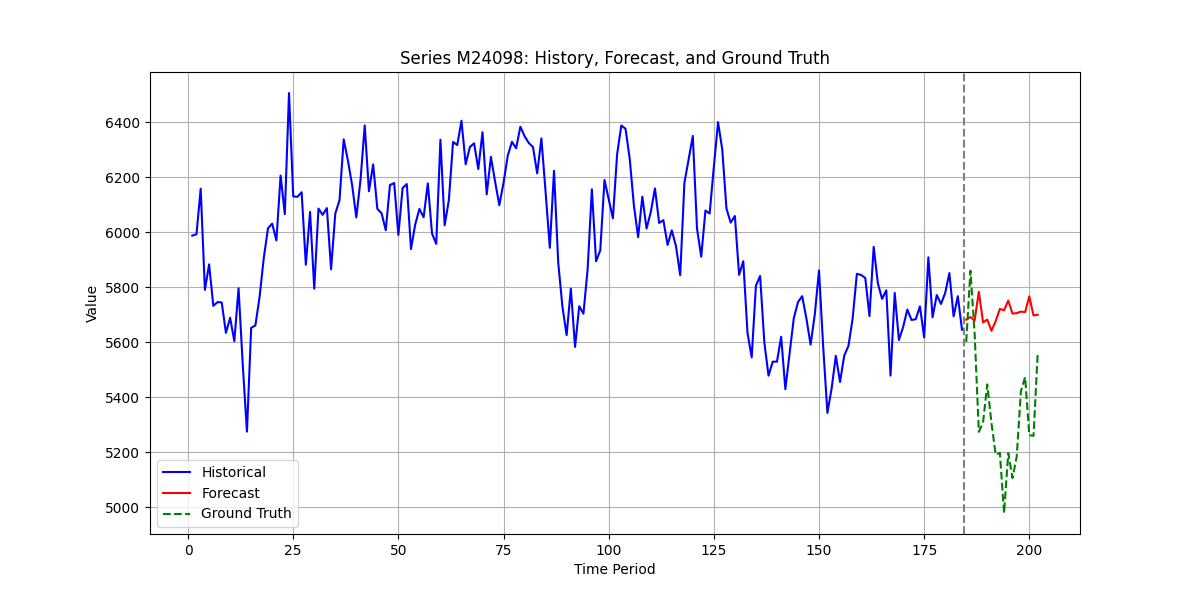 Series M24098: History, Forecast, and Ground Truth
Value
6400
6200
6000
5800
5600
5400
5200
5000
Historical
Forecast
Ground Truth
0 25 50 75 100 125 150 175 200
Time Period